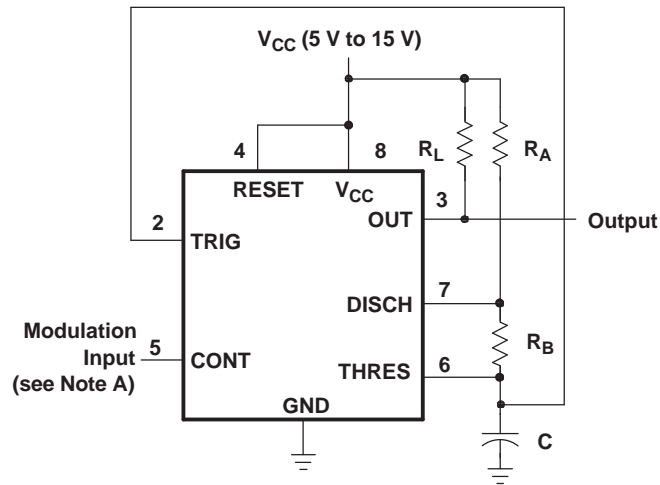 V_CC (5 V to 15 V)
4
8
R_L
R_A
RESET
V_CC
3
2
OUT
Output
TRIG
7
DISCH
Modulation
Input
(see Note A)
5
R_B
CONT
6
THRES
GND
C